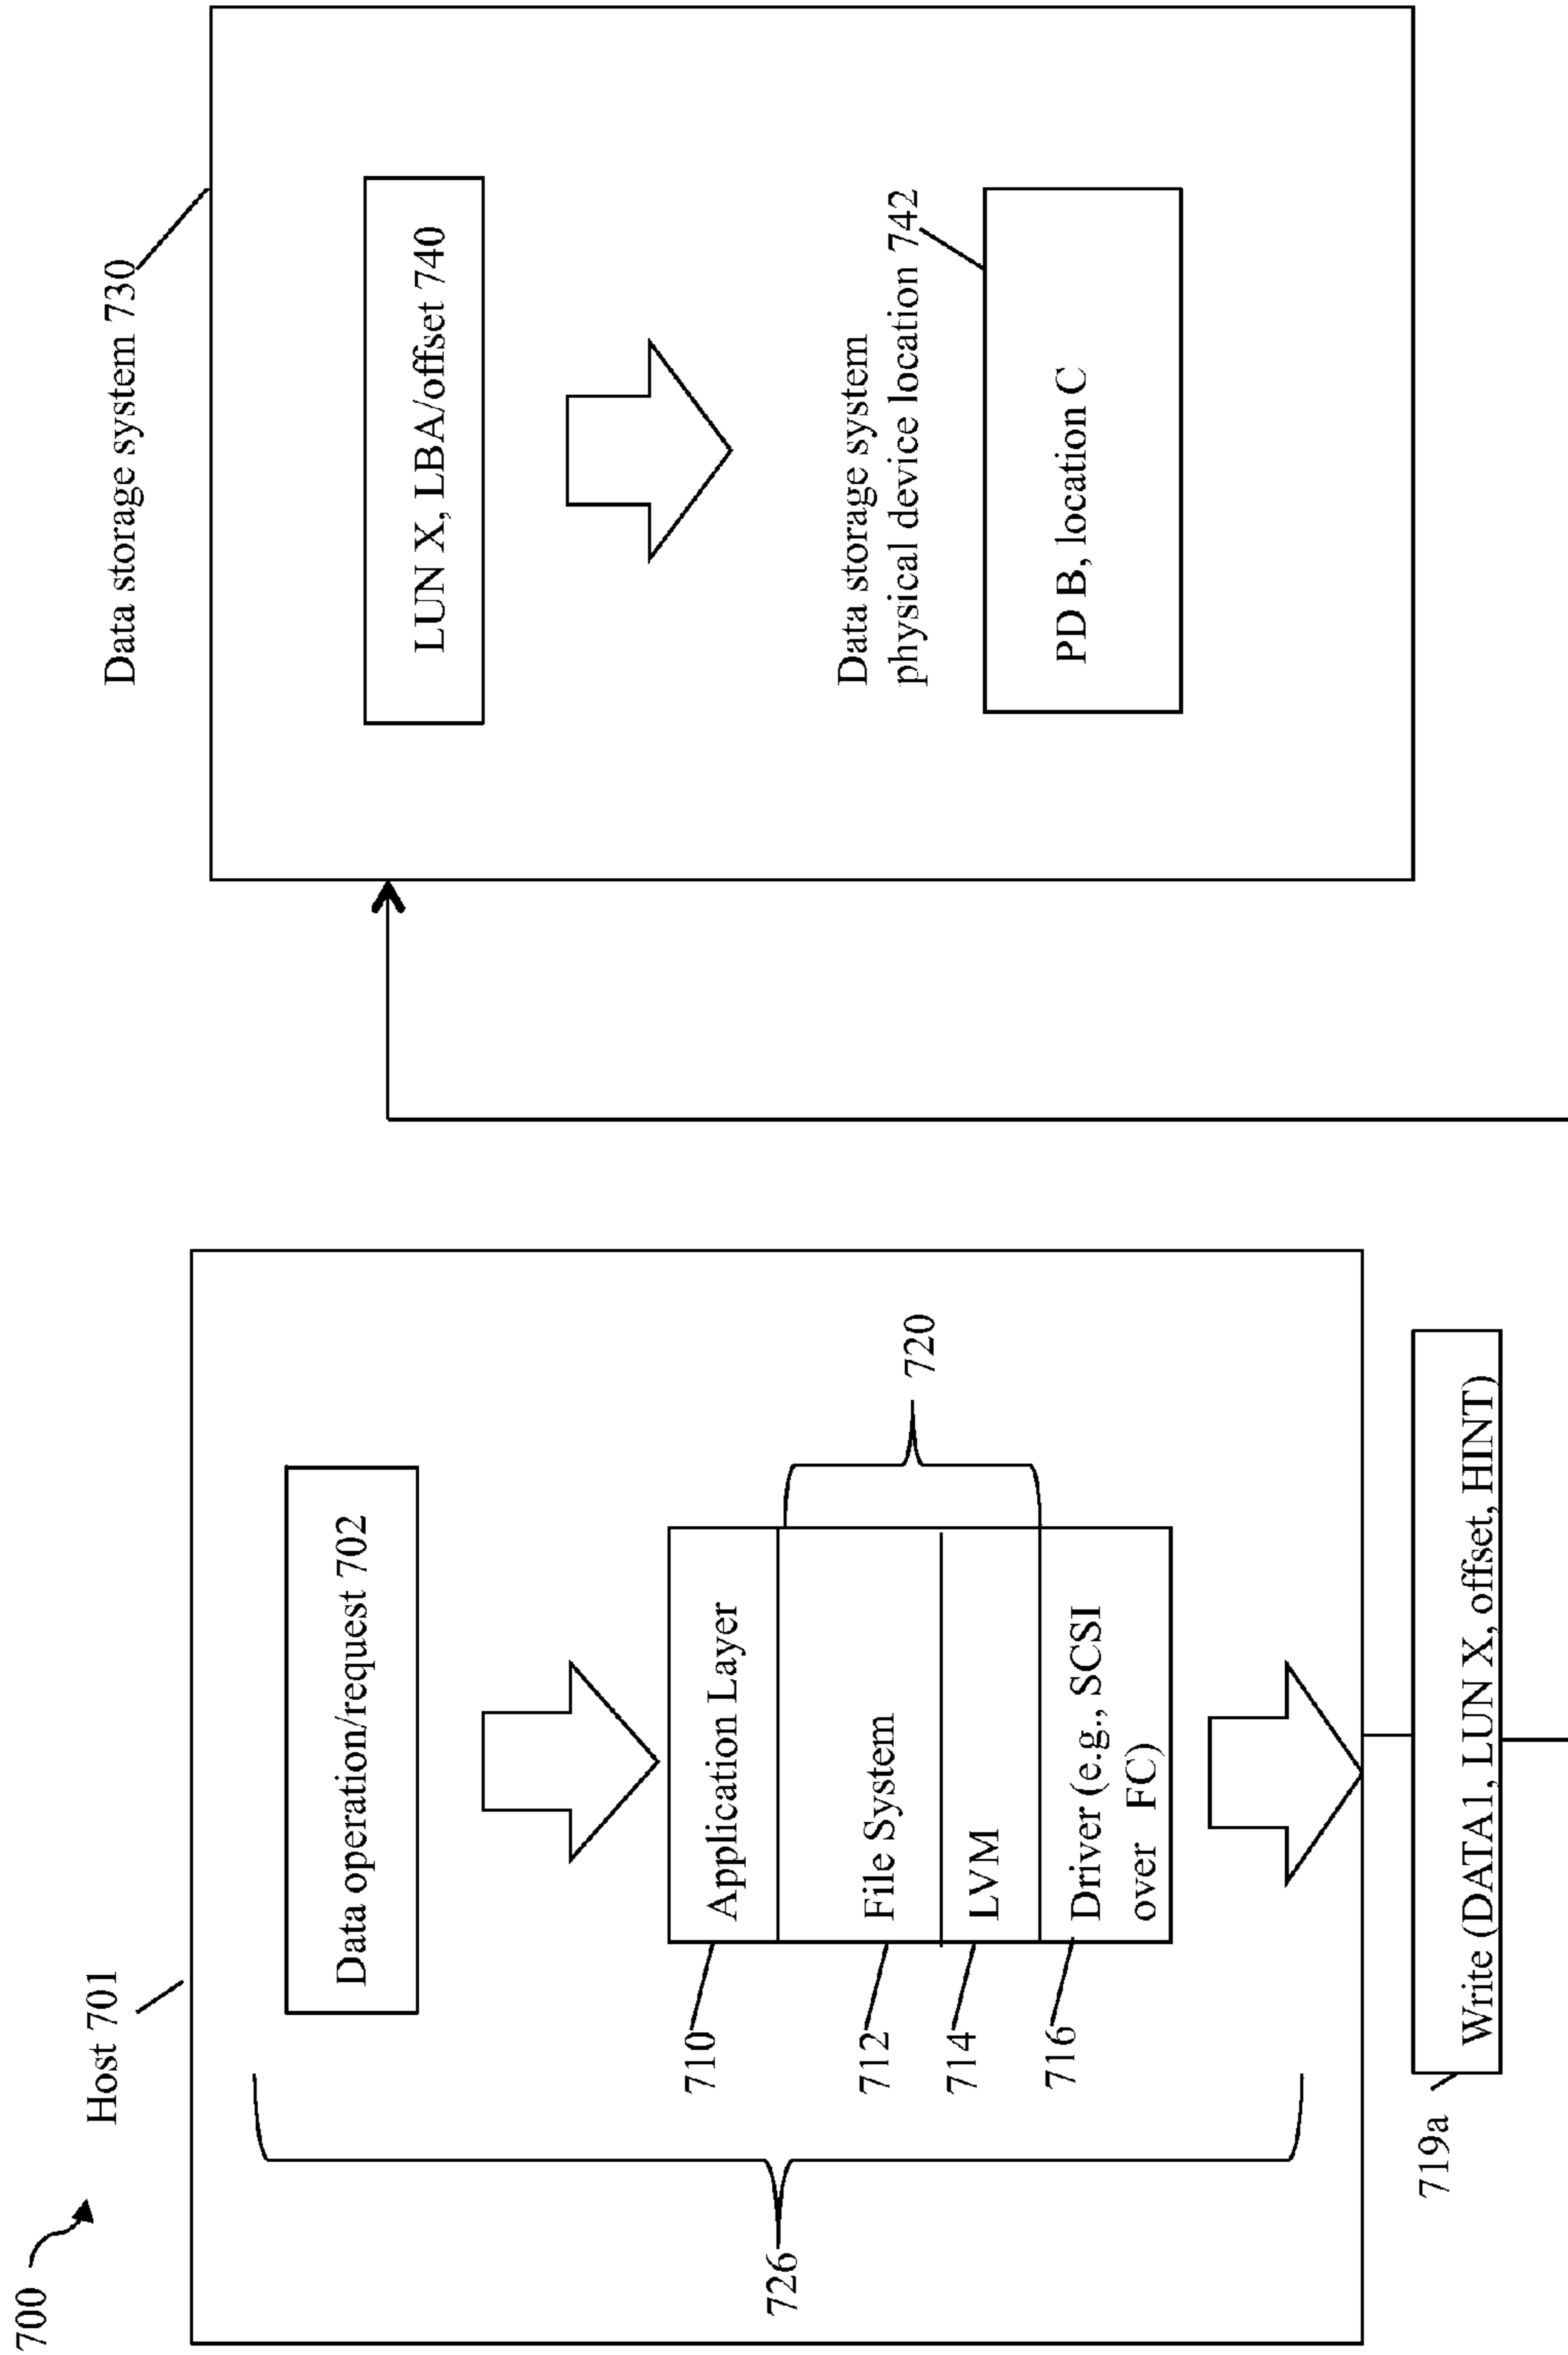 700
Host 701
Data operation/request 702
710
Application Layer
712
File System
714
LVM
716
Driver (e.g., SCSI
over FC)
720
726
719a
Write (DATA1, LUN X, offset, HINT)
Data storage system 730
LUN X, LBA/offset 740
Data storage system
physical device location 742
PD B, location C